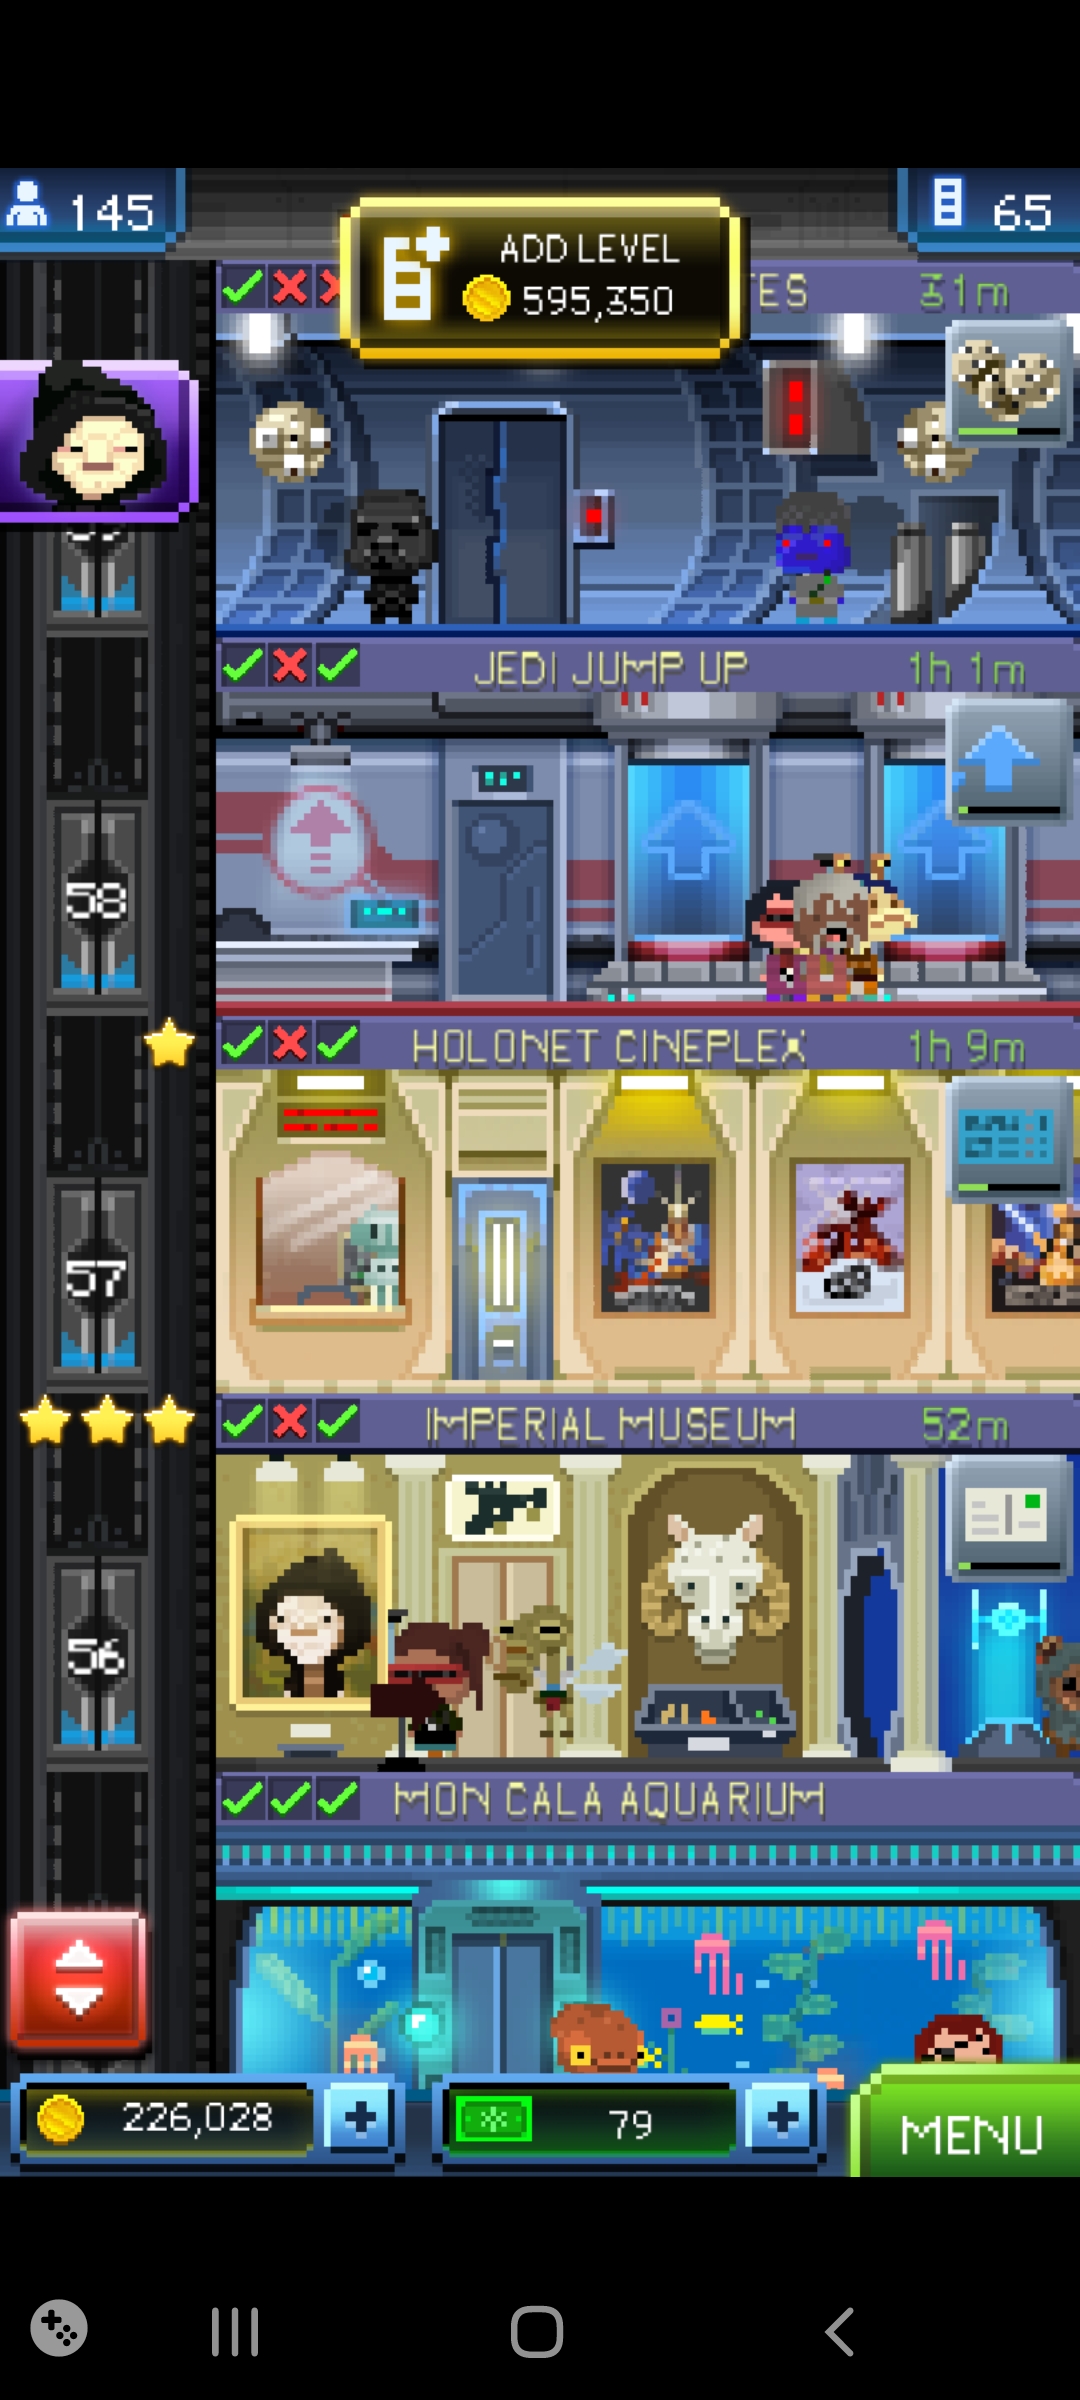 145
ADD LEVEL
595,350
65
TES 31m
JEDI JUMP UP 1h 1m
58
HOLONET CINEPLEX 1h 9m
57
IMPERIAL MUSEUM 52m
56
MON CALA AQUARIUM
226,028
79
MENU